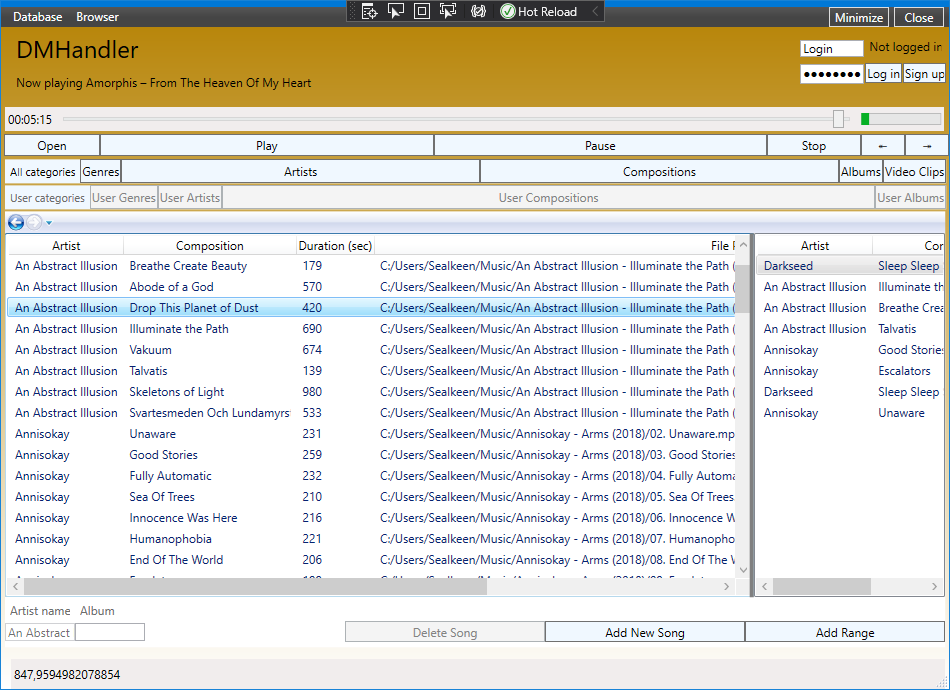 Database Browser Hot Reload Minimize Close
DMHandler
Login Not logged in
Now playing Amorphis – From The Heaven Of My Heart
●●●●●●●● Log in Sign up
00:05:15
Open Play Pause Stop ← →
All categories Genres Artists Compositions Albums Video Clips
User categories User Genres User Artists User Compositions User Albums
Artist Composition Duration (sec) File P Artist Cor
An Abstract Illusion Breathe Create Beauty 179 C:/Users/Sealkeen/Music/An Abstract Illusion - Illuminate the Path ( Darkseed Sleep Sleep
An Abstract Illusion Abode of a God 570 C:/Users/Sealkeen/Music/An Abstract Illusion - Illuminate the Path ( An Abstract Illusion Illuminate th
An Abstract Illusion Drop This Planet of Dust 420 C:/Users/Sealkeen/Music/An Abstract Illusion - Illuminate the Path ( An Abstract Illusion Breathe Crea
An Abstract Illusion Illuminate the Path 690 C:/Users/Sealkeen/Music/An Abstract Illusion - Illuminate the Path ( An Abstract Illusion Talvatis
An Abstract Illusion Vakuum 674 C:/Users/Sealkeen/Music/An Abstract Illusion - Illuminate the Path ( Annisokay Good Stories
An Abstract Illusion Talvatis 139 C:/Users/Sealkeen/Music/An Abstract Illusion - Illuminate the Path ( Annisokay Escalators
An Abstract Illusion Skeletons of Light 980 C:/Users/Sealkeen/Music/An Abstract Illusion - Illuminate the Path ( Darkseed Sleep Sleep
An Abstract Illusion Svartesmeden Och Lundamyrs 533 C:/Users/Sealkeen/Music/An Abstract Illusion - Illuminate the Path ( Annisokay Unaware
Annisokay Unaware 231 C:/Users/Sealkeen/Music/Annisokay - Arms (2018)/02. Unaware.mp
Annisokay Good Stories 259 C:/Users/Sealkeen/Music/Annisokay - Arms (2018)/03. Good Stories
Annisokay Fully Automatic 232 C:/Users/Sealkeen/Music/Annisokay - Arms (2018)/04. Fully Automa
Annisokay Sea Of Trees 210 C:/Users/Sealkeen/Music/Annisokay - Arms (2018)/05. Sea Of Trees
Annisokay Innocence Was Here 216 C:/Users/Sealkeen/Music/Annisokay - Arms (2018)/06. Innocence W
Annisokay Humanophobia 221 C:/Users/Sealkeen/Music/Annisokay - Arms (2018)/07. Humanopho
Annisokay End Of The World 206 C:/Users/Sealkeen/Music/Annisokay - Arms (2018)/08. End Of The W
Artist name Album
An Abstract Delete Song Add New Song Add Range
847,9594982078854